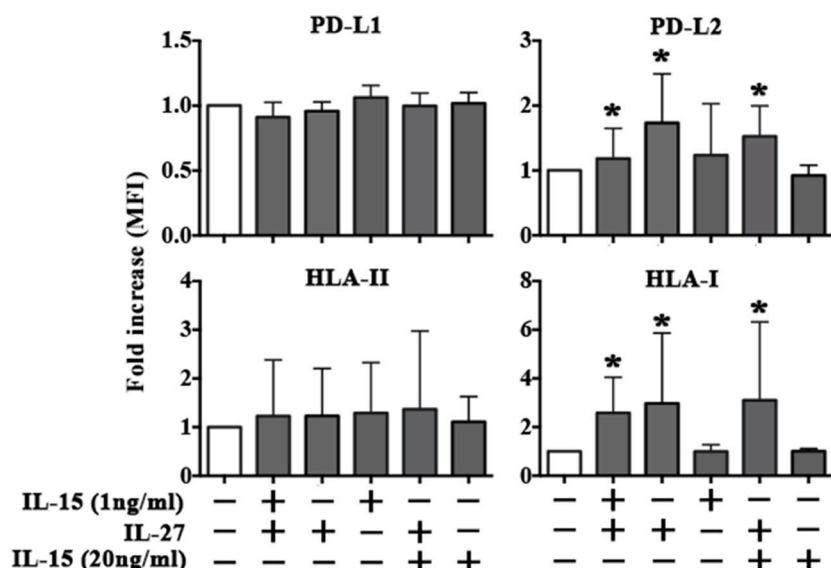 PD-L1
PD-L2
1.5
1.0
0.5
0.0
3
2
1
0
* * *
HLA-II
HLA-I
4
3
2
1
0
8
6
4
2
0
* * *
Fold increase (MFI)
IL-15 (1ng/ml) – + – + – – – + – + – –
IL-27 – + + – + – – + + – + –
IL-15 (20ng/ml) – – – – + + – – – – + +